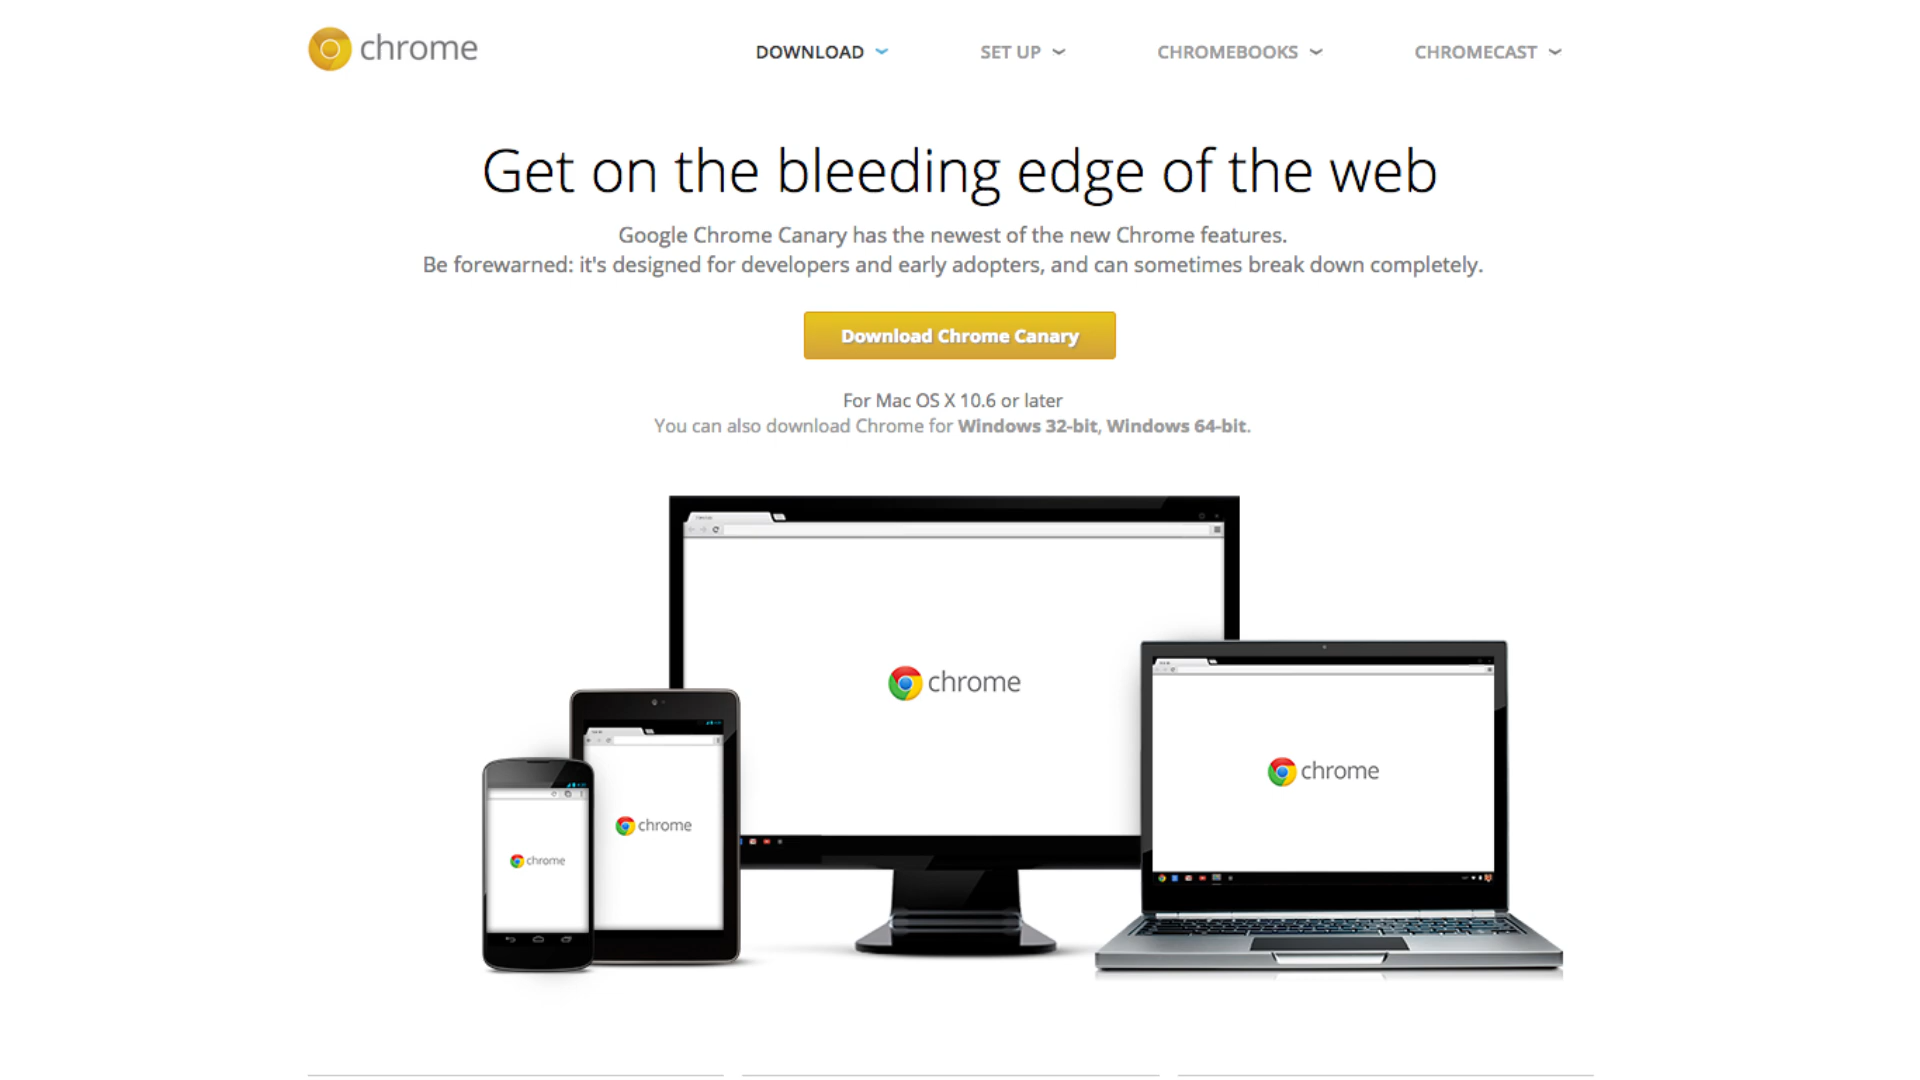 chrome
DOWNLOAD
SET UP
CHROMEBOOKS
CHROMECAST
Get on the bleeding edge of the web
Google Chrome Canary has the newest of the new Chrome features.
Be forewarned: it's designed for developers and early adopters, and can sometimes break down completely.
Download Chrome Canary
For Mac OS X 10.6 or later
You can also download Chrome for Windows 32-bit, Windows 64-bit.
chrome
chrome
chrome
chrome